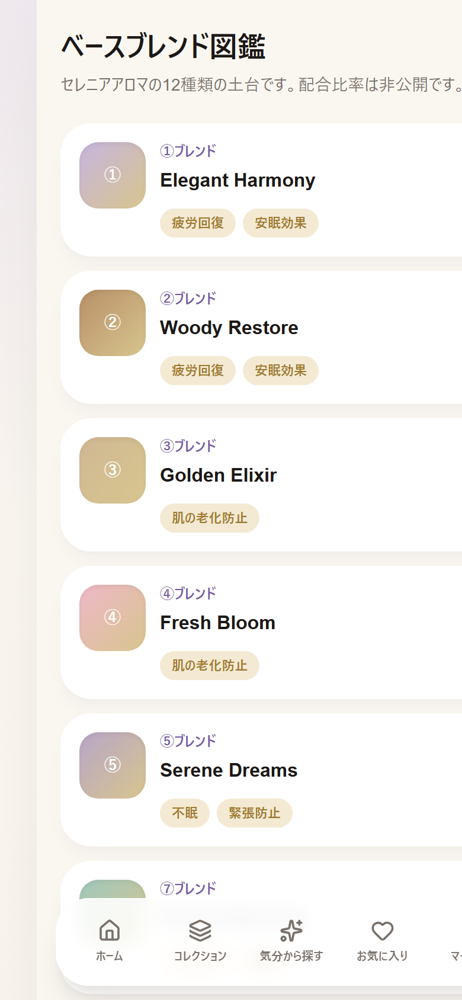 ベースブレンド図鑑
セレニアアロマの12種類の土台です。配合比率は非公開です。
①
①ブレンド
Elegant Harmony
疲労回復 安眠効果
②
②ブレンド
Woody Restore
疲労回復 安眠効果
③
③ブレンド
Golden Elixir
肌の老化防止
④
④ブレンド
Fresh Bloom
肌の老化防止
⑤
⑤ブレンド
Serene Dreams
不眠 緊張防止
⑦ブレンド
ホーム コレクション 気分から探す お気に入り